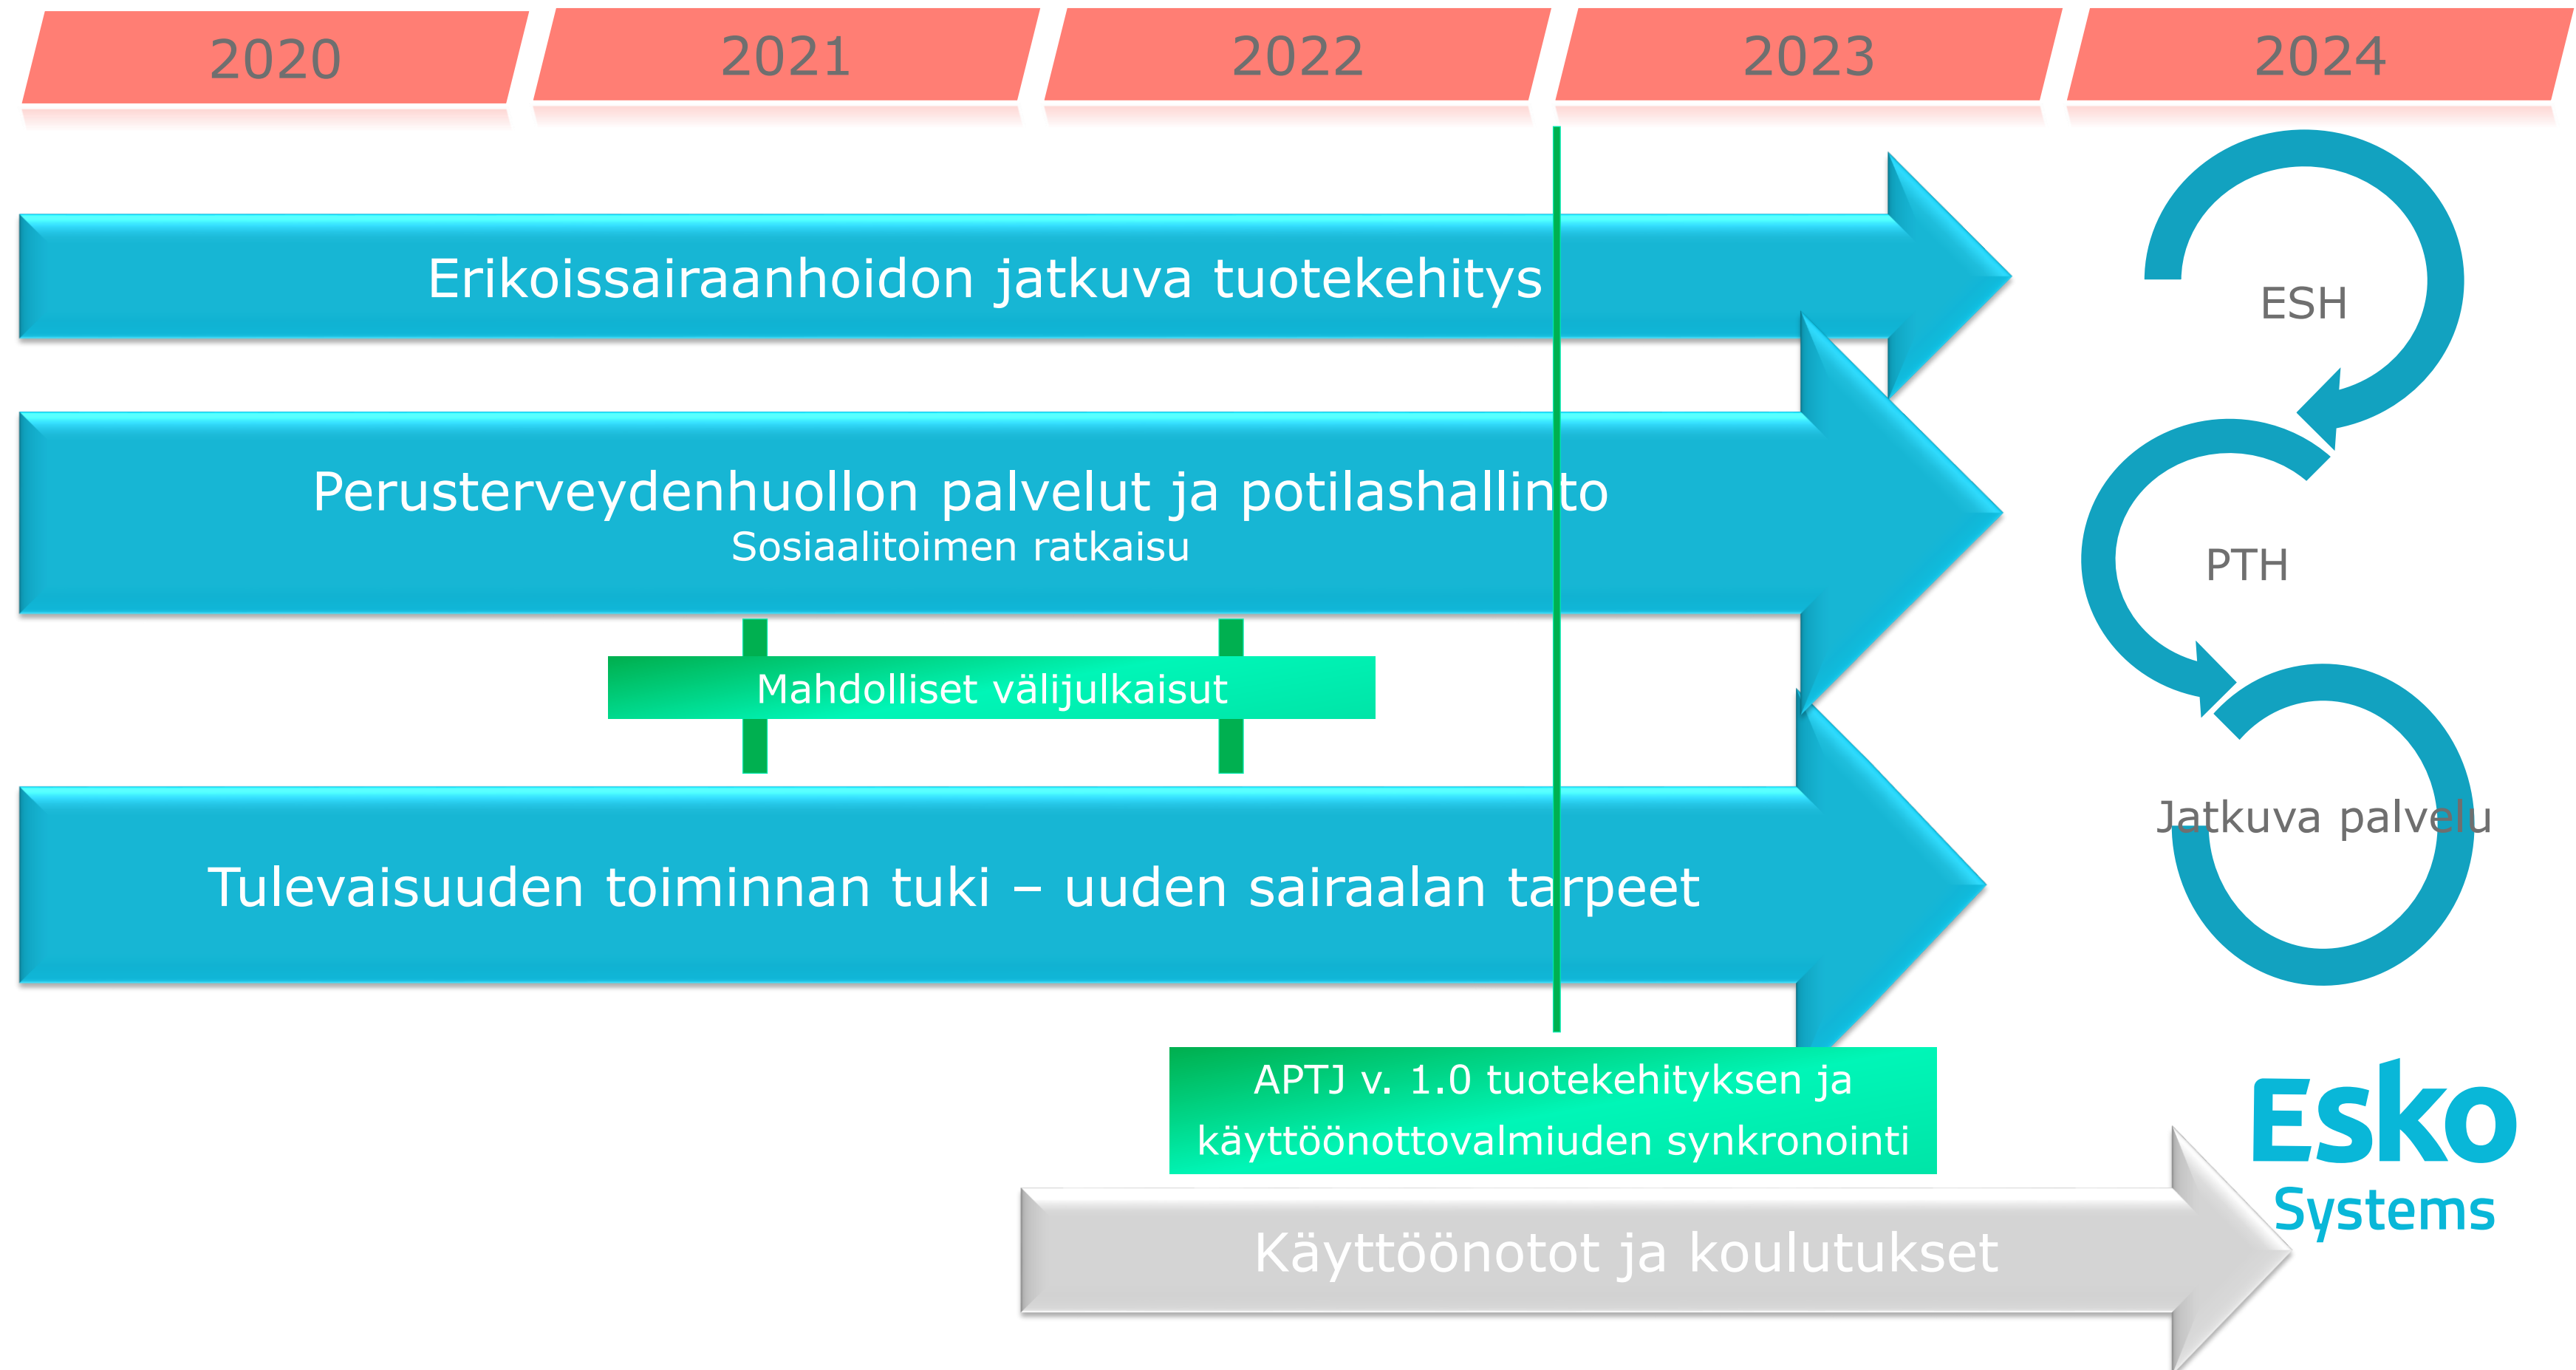 2020
2021
2022
2023
2024
Erikoissairaanhoidon jatkuva tuotekehitys
ESH
Perusterveydenhuollon palvelut ja potilashallinto
Sosiaalitoimen ratkaisu
PTH
Mahdolliset välijulkaisut
Jatkuva palvelu
Tulevaisuuden toiminnan tuki – uuden sairaalan tarpeet
APTJ v. 1.0 tuotekehityksen ja
käyttöönottovalmiuden synkronointi
Esko
Systems
Käyttöönotot ja koulutukset